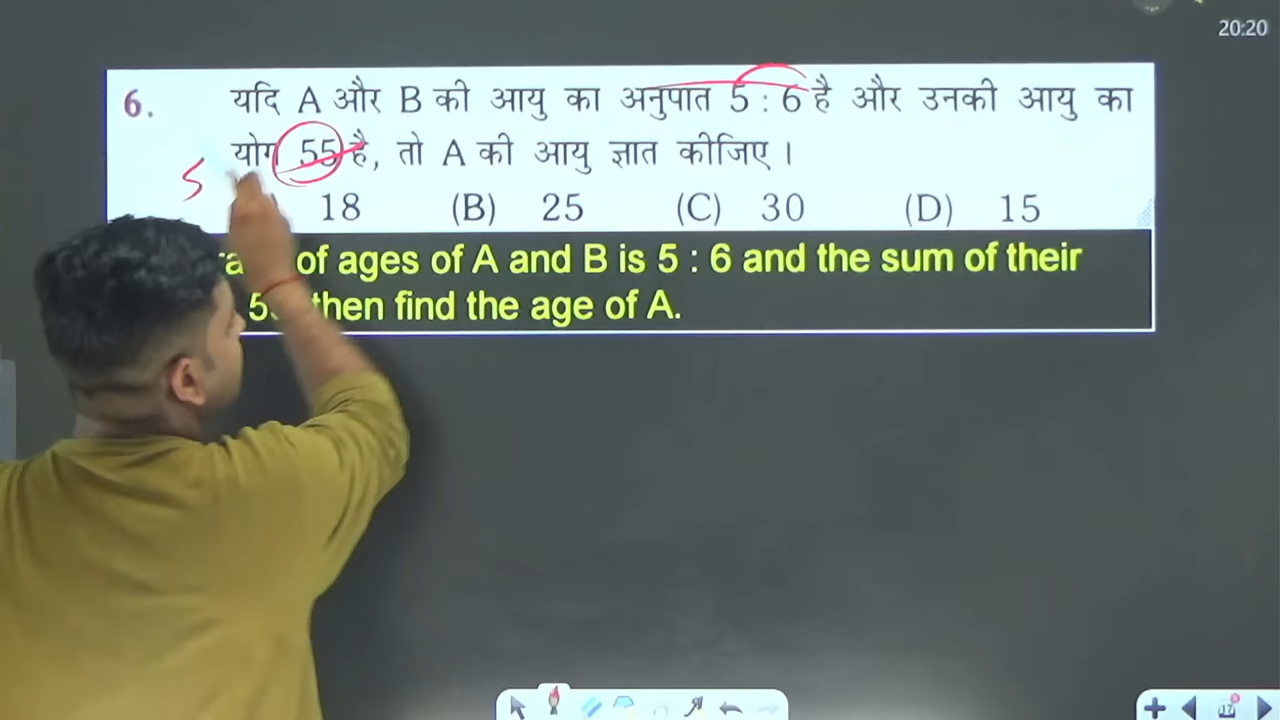 20:20
6. यदि A और B की आयु का अनुपात 5 : 6 है और उनकी आयु का
योग 55 है, तो A की आयु ज्ञात कीजिए ।
5
18 (B) 25 (C) 30 (D) 15
of ages of A and B is 5 : 6 and the sum of their
then find the age of A.
17